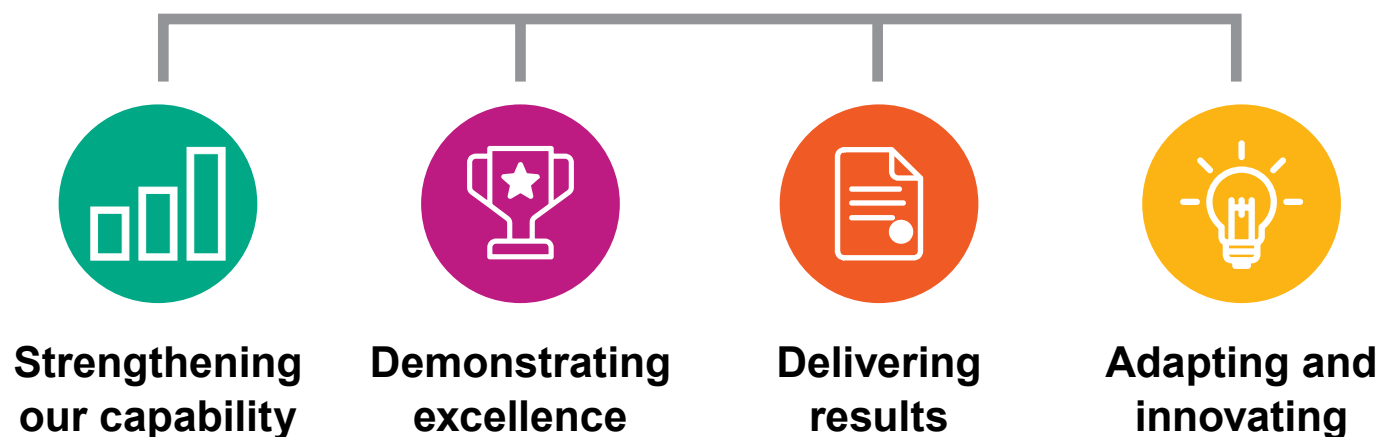 Strengthening
our capability
Demonstrating
excellence
Delivering
results
Adapting and
innovating